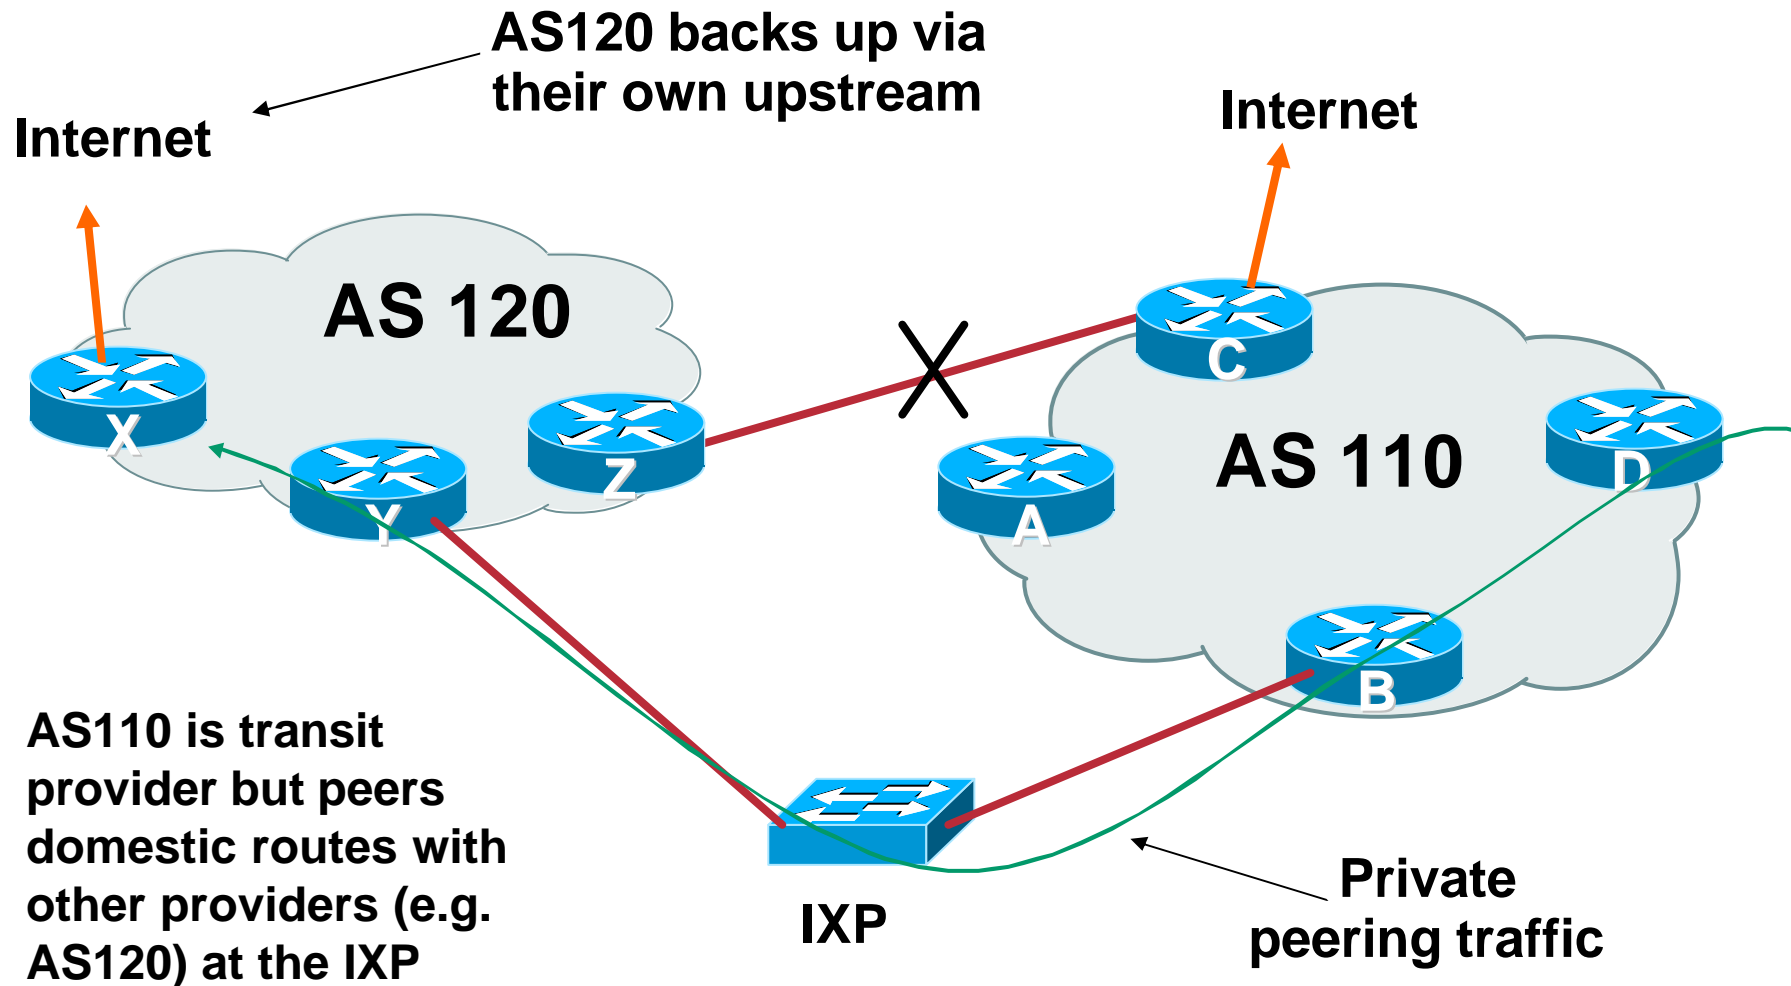 AS120 backs up via
their own upstream
Internet
Internet
AS 120
C
X
Z
Y
A
AS 110
D
B
AS110 is transit
provider but peers
domestic routes with
other providers (e.g.
AS120) at the IXP
IXP
Private
peering traffic